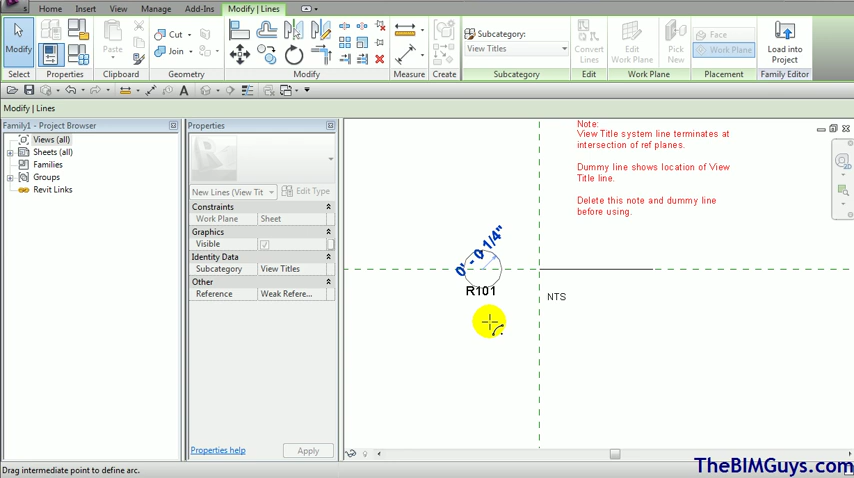 Home
Insert
View
Manage
Add-Ins
Modify | Lines
Modify
Paste
Cut
Join
Subcategory:
View Titles
Convert
Lines
Edit
Work Plane
Pick
New
Face
Work Plane
Load into
Project
Select
Properties
Clipboard
Geometry
Modify
Measure
Create
Subcategory
Edit
Work Plane
Placement
Family Editor
Modify | Lines
Family1 - Project Browser
Views (all)
Sheets (all)
Families
Groups
Revit Links
Properties
New Lines (View Tit
Edit Type
Constraints
Work Plane
Sheet
Graphics
Visible
Identity Data
Subcategory
View Titles
Other
Reference
Weak Refere...
Properties help
Apply
Note:
View Title system line terminates at
intersection of ref planes.
Dummy line shows location of View
Title line.
Delete this note and dummy line
before using.
0' - 0 1/4"
R101
NTS
Drag intermediate point to define arc.
TheBIMGuys.com